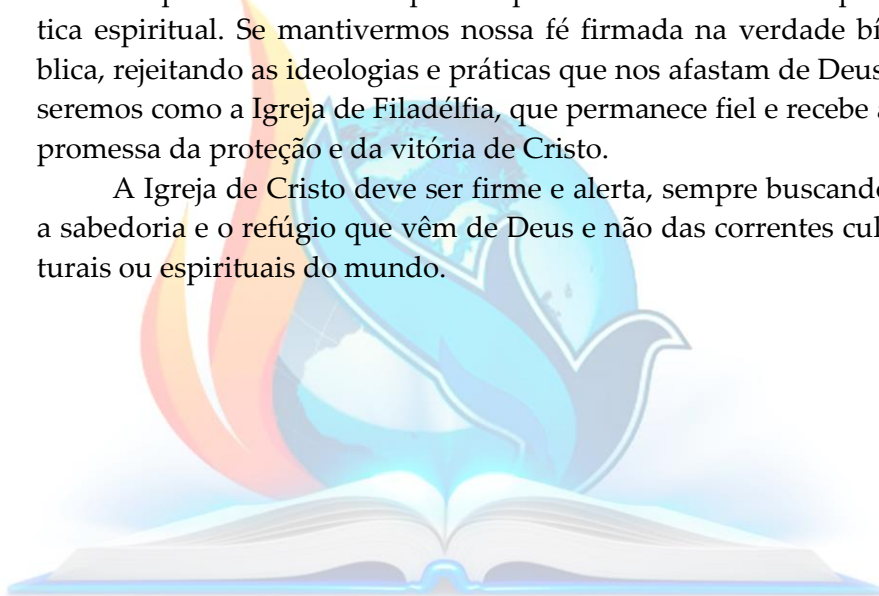 tica espiritual. Se mantivermos nossa fé firmada na verdade bí
blica, rejeitando as ideologias e práticas que nos afastam de Deus
seremos como a Igreja de Filadélfia, que permanece fiel e recebe a
promessa da proteção e da vitória de Cristo.
A Igreja de Cristo deve ser firme e alerta, sempre buscando
a sabedoria e o refúgio que vêm de Deus e não das correntes cul
turais ou espirituais do mundo.